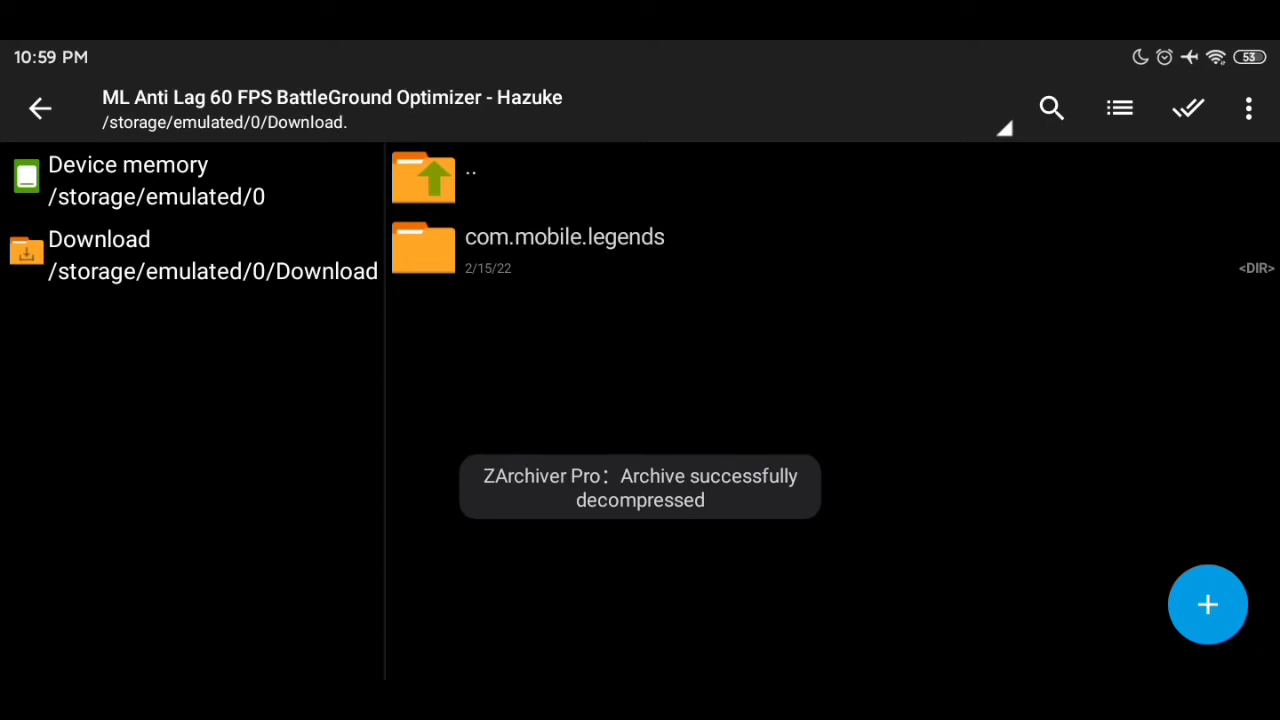 10:59 PM
53
ML Anti Lag 60 FPS BattleGround Optimizer - Hazuke
/storage/emulated/0/Download.
Device memory
/storage/emulated/0
Download
/storage/emulated/0/Download
..
com.mobile.legends
2/15/22
<DIR>
ZArchiver Pro：Archive successfully
decompressed